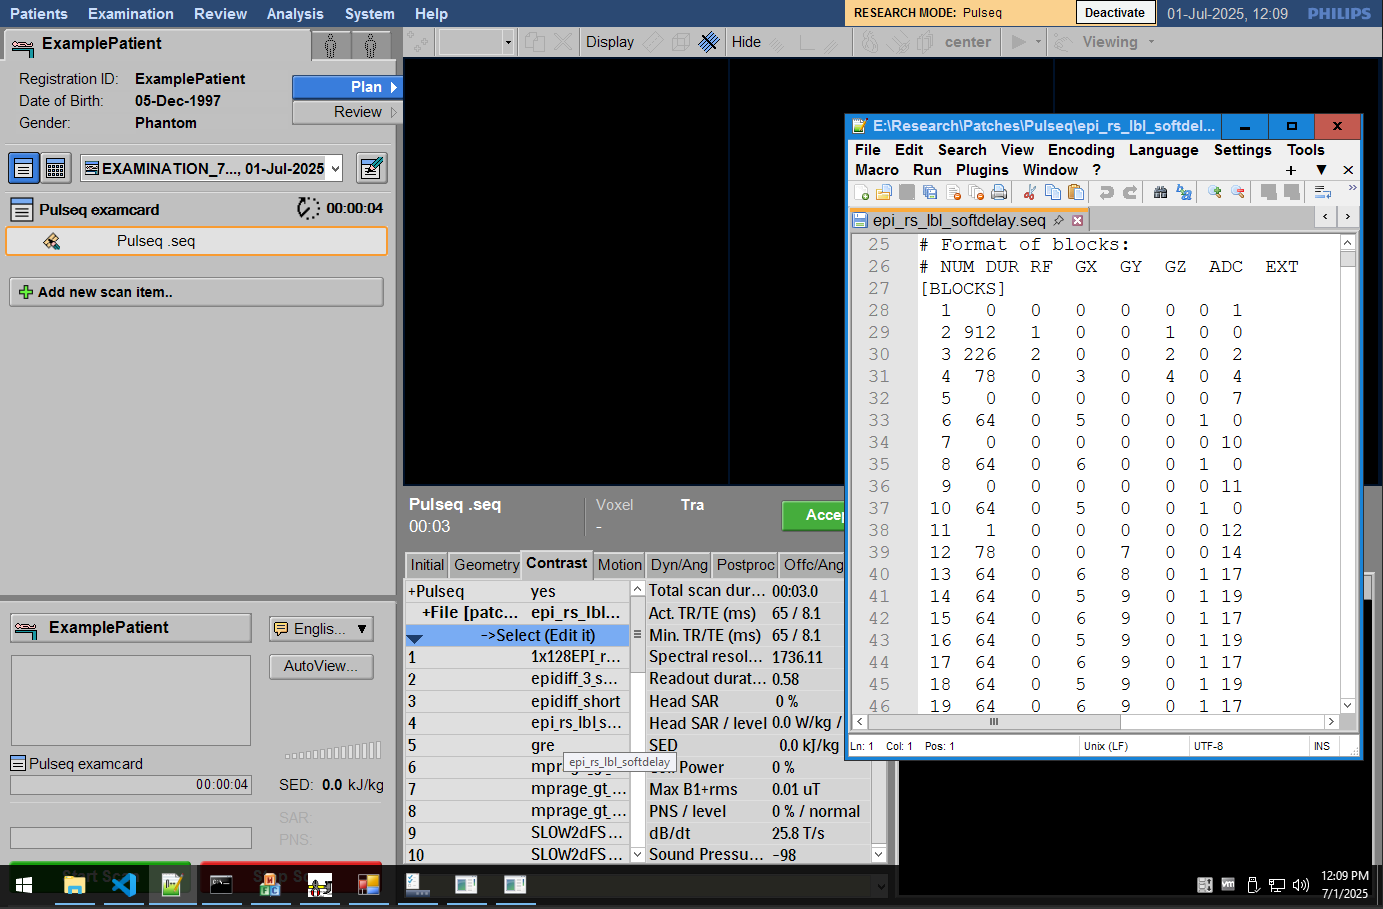 Patients Examination Review Analysis System Help
RESEARCH MODE: Pulseq Deactivate 01-Jul-2025, 12:09 PHILIPS
ExamplePatient
Display Hide center Viewing
Registration ID: ExamplePatient
Date of Birth: 05-Dec-1997
Gender: Phantom
Plan
Review
EXAMINATION_7..., 01-Jul-2025
Pulseq examcard 00:00:04
Pulseq .seq
Add new scan item..
ExamplePatient
Englis...
AutoView...
Pulseq examcard
00:00:04
SED: 0.0 kJ/kg
SAR:
PNS:
E:\Research\Patches\Pulseq\epi_rs_lbl_softdel...
File Edit Search View Encoding Language Settings Tools
Macro Run Plugins Window ?
epi_rs_lbl_softdelay.seq
25 # Format of blocks:
26 # NUM DUR RF GX GY GZ ADC EXT
27 [BLOCKS]
28 1 0 0 0 0 0 0 1
29 2 912 1 0 0 1 0 0
30 3 226 2 0 0 2 0 2
31 4 78 0 3 0 4 0 4
32 5 0 0 0 0 0 0 7
33 6 64 0 5 0 0 1 0
34 7 0 0 0 0 0 0 10
35 8 64 0 6 0 0 1 0
36 9 0 0 0 0 0 0 11
37 10 64 0 5 0 0 1 0
38 11 1 0 0 0 0 0 12
39 12 78 0 0 7 0 0 14
40 13 64 0 6 8 0 1 17
41 14 64 0 5 9 0 1 19
42 15 64 0 6 9 0 1 17
43 16 64 0 5 9 0 1 19
44 17 64 0 6 9 0 1 17
45 18 64 0 5 9 0 1 19
46 19 64 0 6 9 0 1 17
Ln: 1 Col: 1 Pos: 1 Unix (LF) UTF-8 INS
Pulseq .seq Voxel Tra
00:03 -
Initial Geometry Contrast Motion Dyn/Ang Postproc Offc/Ang
+Pulseq yes
+File [patc... epi_rs_lbl...
->Select (Edit it)
1 1x128EPI_r...
2 epidiff_3_s...
3 epidiff_short
4 epi_rs_lbl_s...
5 gre
epi_rs_lbl_softdelay
7 mprage_gt_...
8 mprage_gt_...
9 SLOW2dFS...
10 SLOW2dFS...
Total scan dur... 00:03.0
Act. TR/TE (ms) 65 / 8.1
Min. TR/TE (ms) 65 / 8.1
Spectral resol... 1736.11
Readout durat... 0.58
Head SAR 0 %
Head SAR / level 0.0 W/kg /
SED 0.0 kJ/kg
Power 0 %
Max B1+rms 0.01 uT
PNS / level 0 % / normal
dB/dt 25.8 T/s
Sound Pressu... -98
12:09 PM
7/1/2025